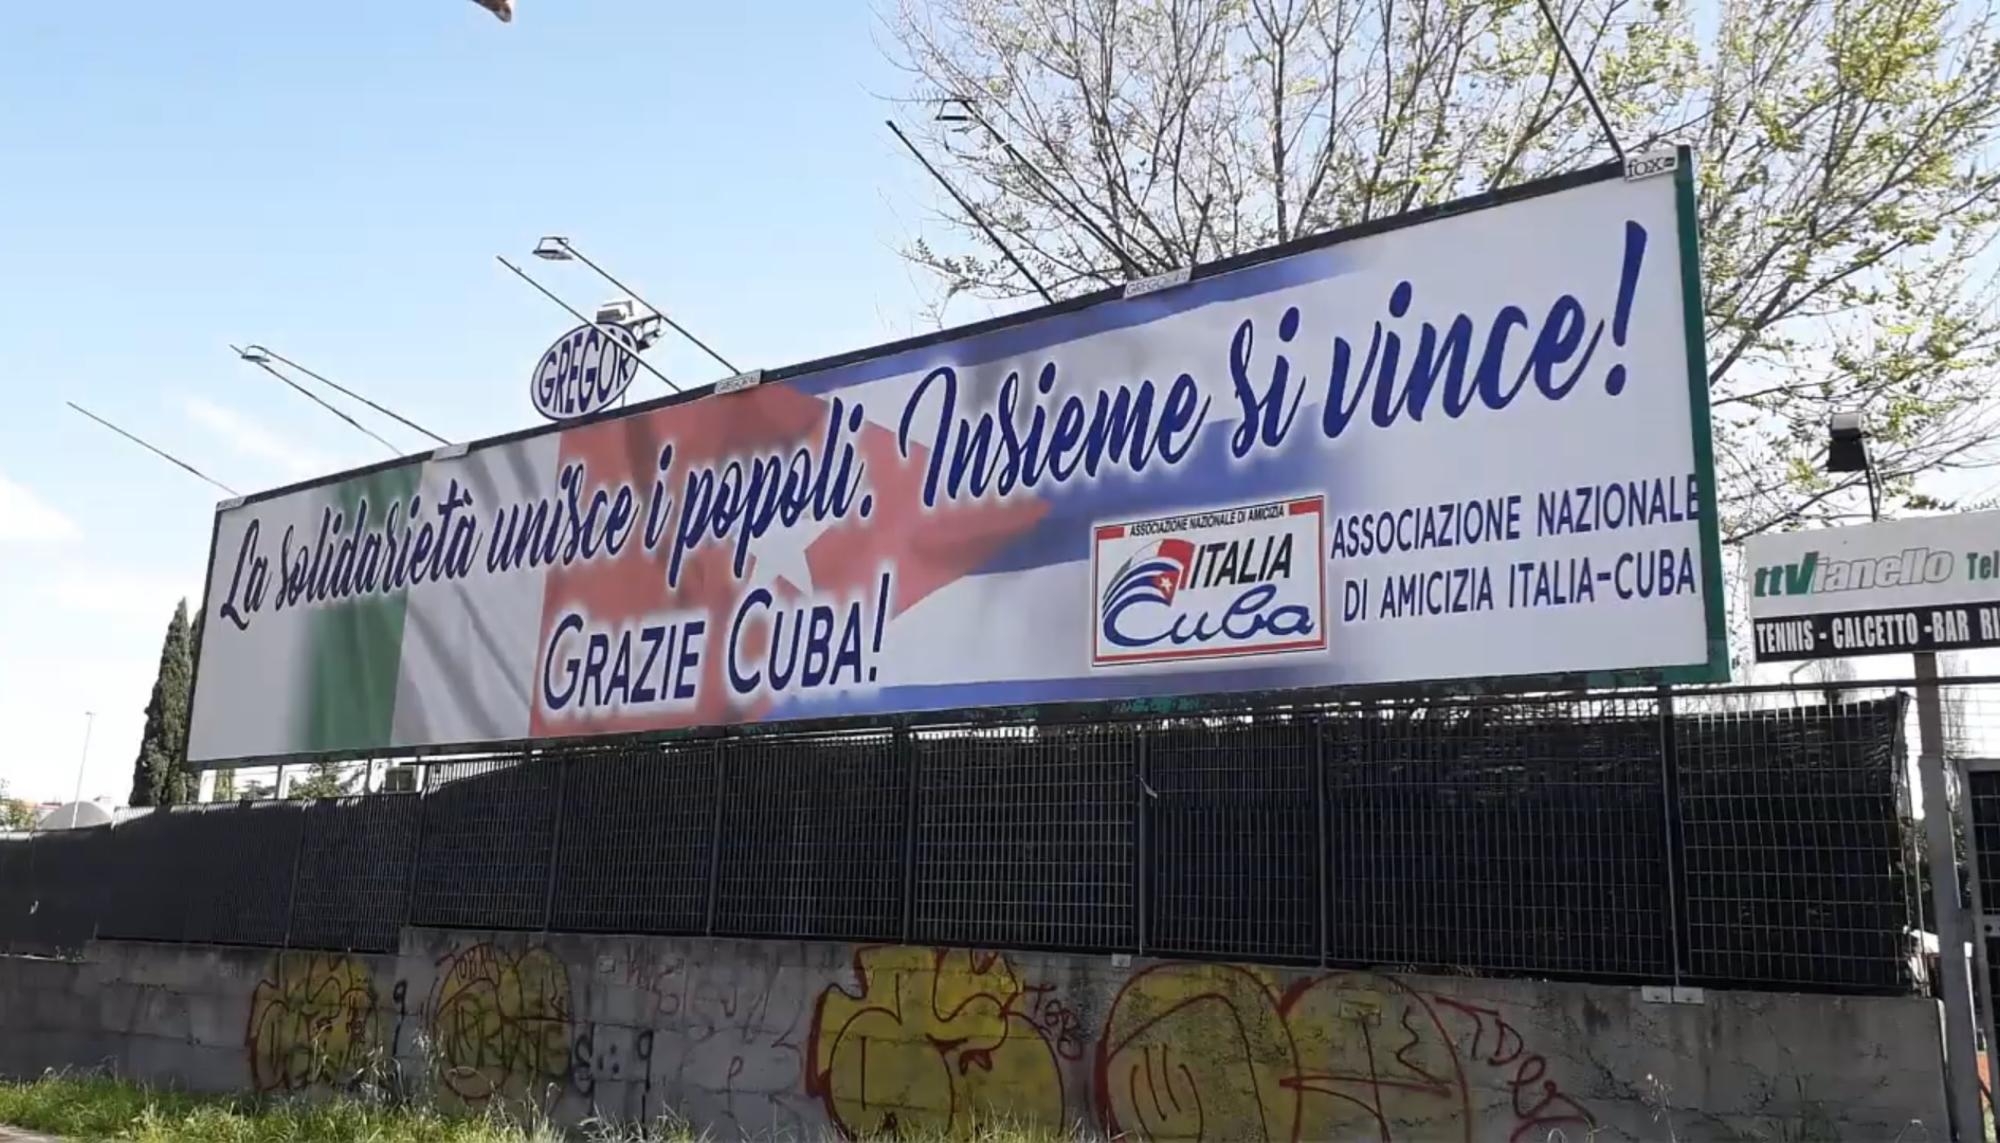 fox
GREGOR
La solidarietà unisce i popoli. Insieme si vince!
GRAZIE CUBA!
ASSOCIAZIONE NAZIONALE DI AMICIZIA
ITALIA
Cuba
ASSOCIAZIONE NAZIONALE
DI AMICIZIA ITALIA-CUBA
ttVianello Tel
TENNIS - CALCETTO -BAR RI